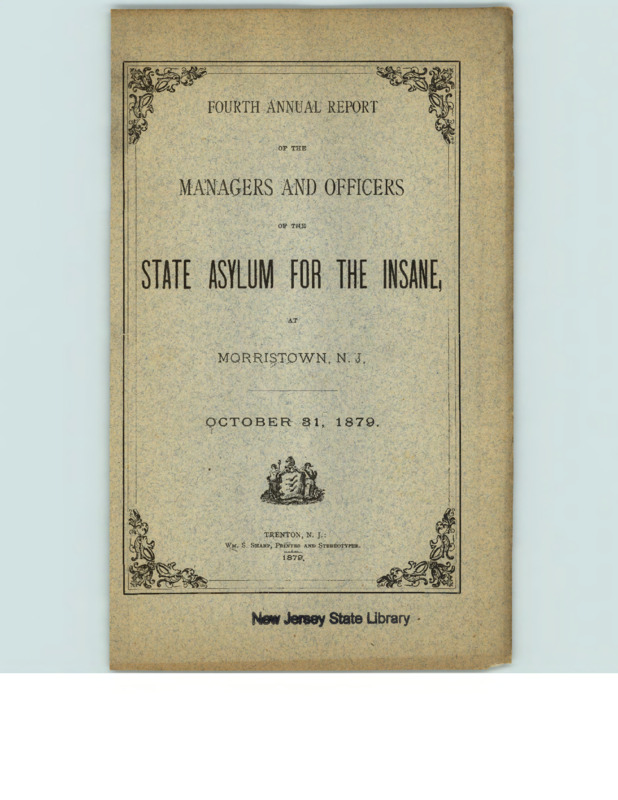 FOURTH ANNUAL REPORT
OF THE
MANAGERS AND OFFICERS
OF THE
STATE ASYLUM FOR THE INSANE,
AT
MORRISTOWN, N. J.
OCTOBER 31, 1879.
TRENTON, N. J.:
WM. S. SHARP, PRINTER AND STEREOTYPER.
1879.
New Jersey State Library